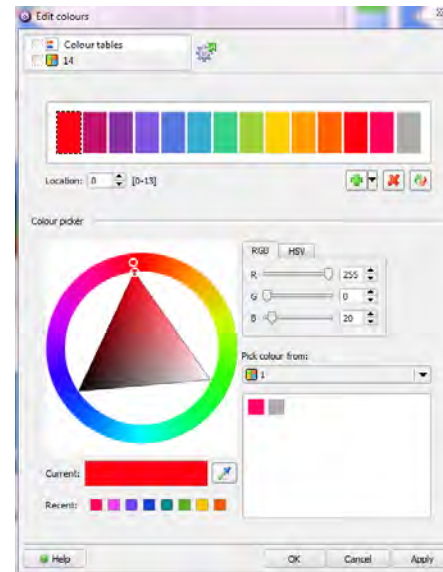 Edit colours
Colour tables
14
Location: 0 [0-13]
Colour picker
RGB HSV
R 255
G 0
B 20
Pick colour from:
1
Current:
Recent:
Help OK Cancel Apply